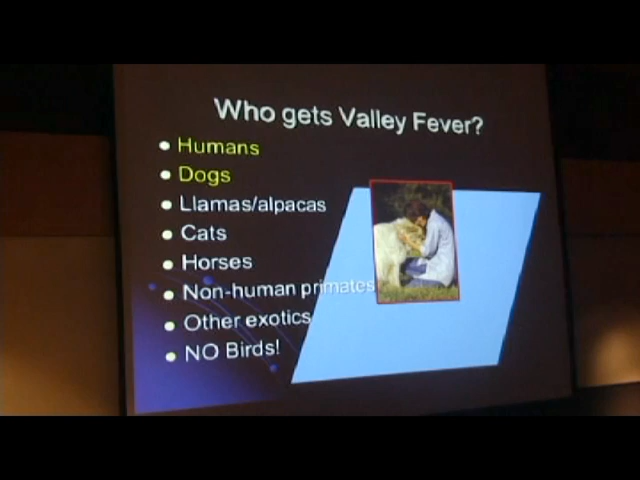 Who gets Valley Fever?
Humans
Dogs
Llamas/alpacas
Cats
Horses
Non-human primates
Other exotics
NO Birds!